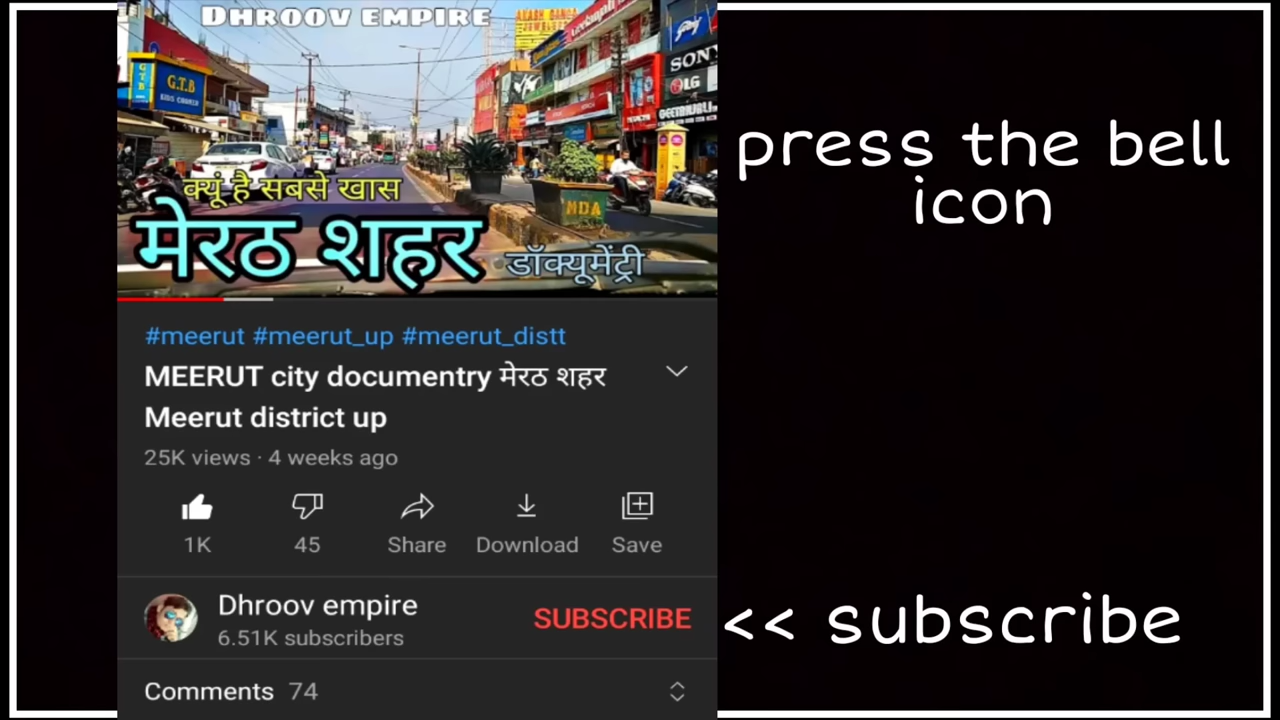 DHROOV EMPIRE
G.T.B
KIDS CHURCH
SONY
LG
MDA
क्यूं है सबसे खास
मेरठ शहर डॉक्यूमेंट्री
#meerut #meerut_up #meerut_distt
MEERUT city documentry मेरठ शहर
Meerut district up
25K views · 4 weeks ago
1K 45 Share Download Save
Dhroov empire
6.51K subscribers
SUBSCRIBE
Comments 74
press the bell
icon
<< subscribe